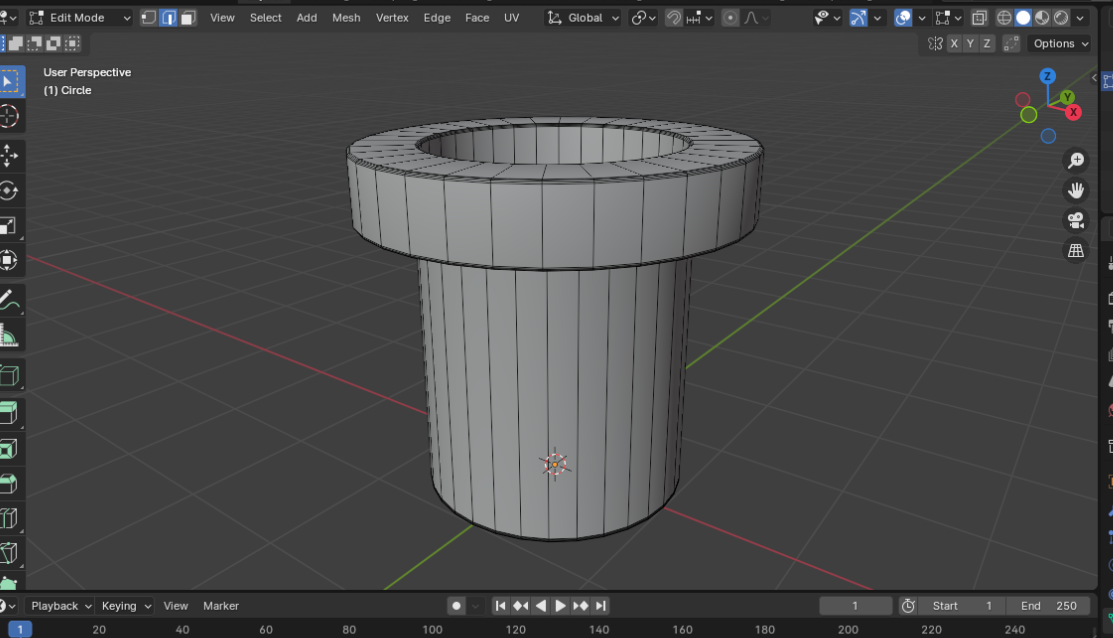 Edit Mode View Select Add Mesh Vertex Edge Face UV Global
X Y Z Options
User Perspective
(1) Circle
Z
Y
X
Playback Keying View Marker 1 Start 1 End 250
1 20 40 60 80 100 120 140 160 180 200 220 240